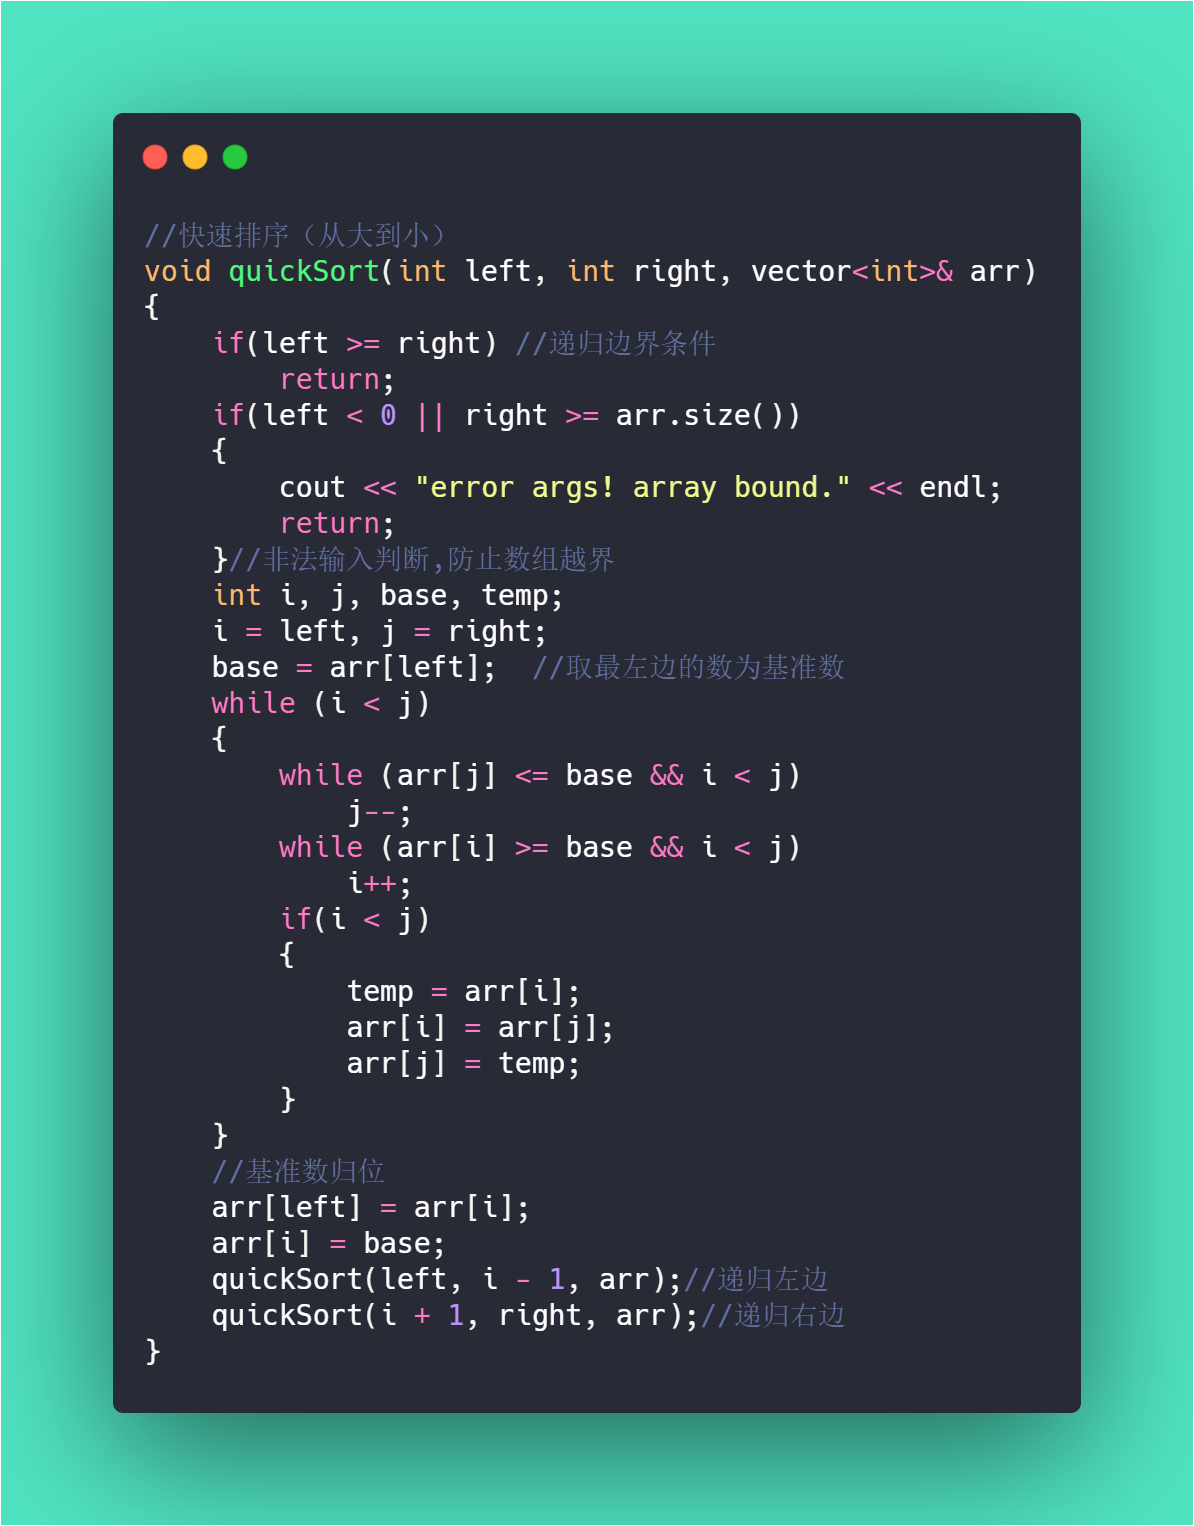 //快速排序（从大到小）
void quickSort(int left, int right, vector<int>& arr)
{
    if(left >= right) //递归边界条件
        return;
    if(left < 0 || right >= arr.size())
    {
        cout << "error args! array bound." << endl;
        return;
    }//非法输入判断,防止数组越界
    int i, j, base, temp;
    i = left, j = right;
    base = arr[left];  //取最左边的数为基准数
    while (i < j)
    {
        while (arr[j] <= base && i < j)
            j--;
        while (arr[i] >= base && i < j)
            i++;
        if(i < j)
        {
            temp = arr[i];
            arr[i] = arr[j];
            arr[j] = temp;
        }
    }
    //基准数归位
    arr[left] = arr[i];
    arr[i] = base;
    quickSort(left, i - 1, arr);//递归左边
    quickSort(i + 1, right, arr);//递归右边
}